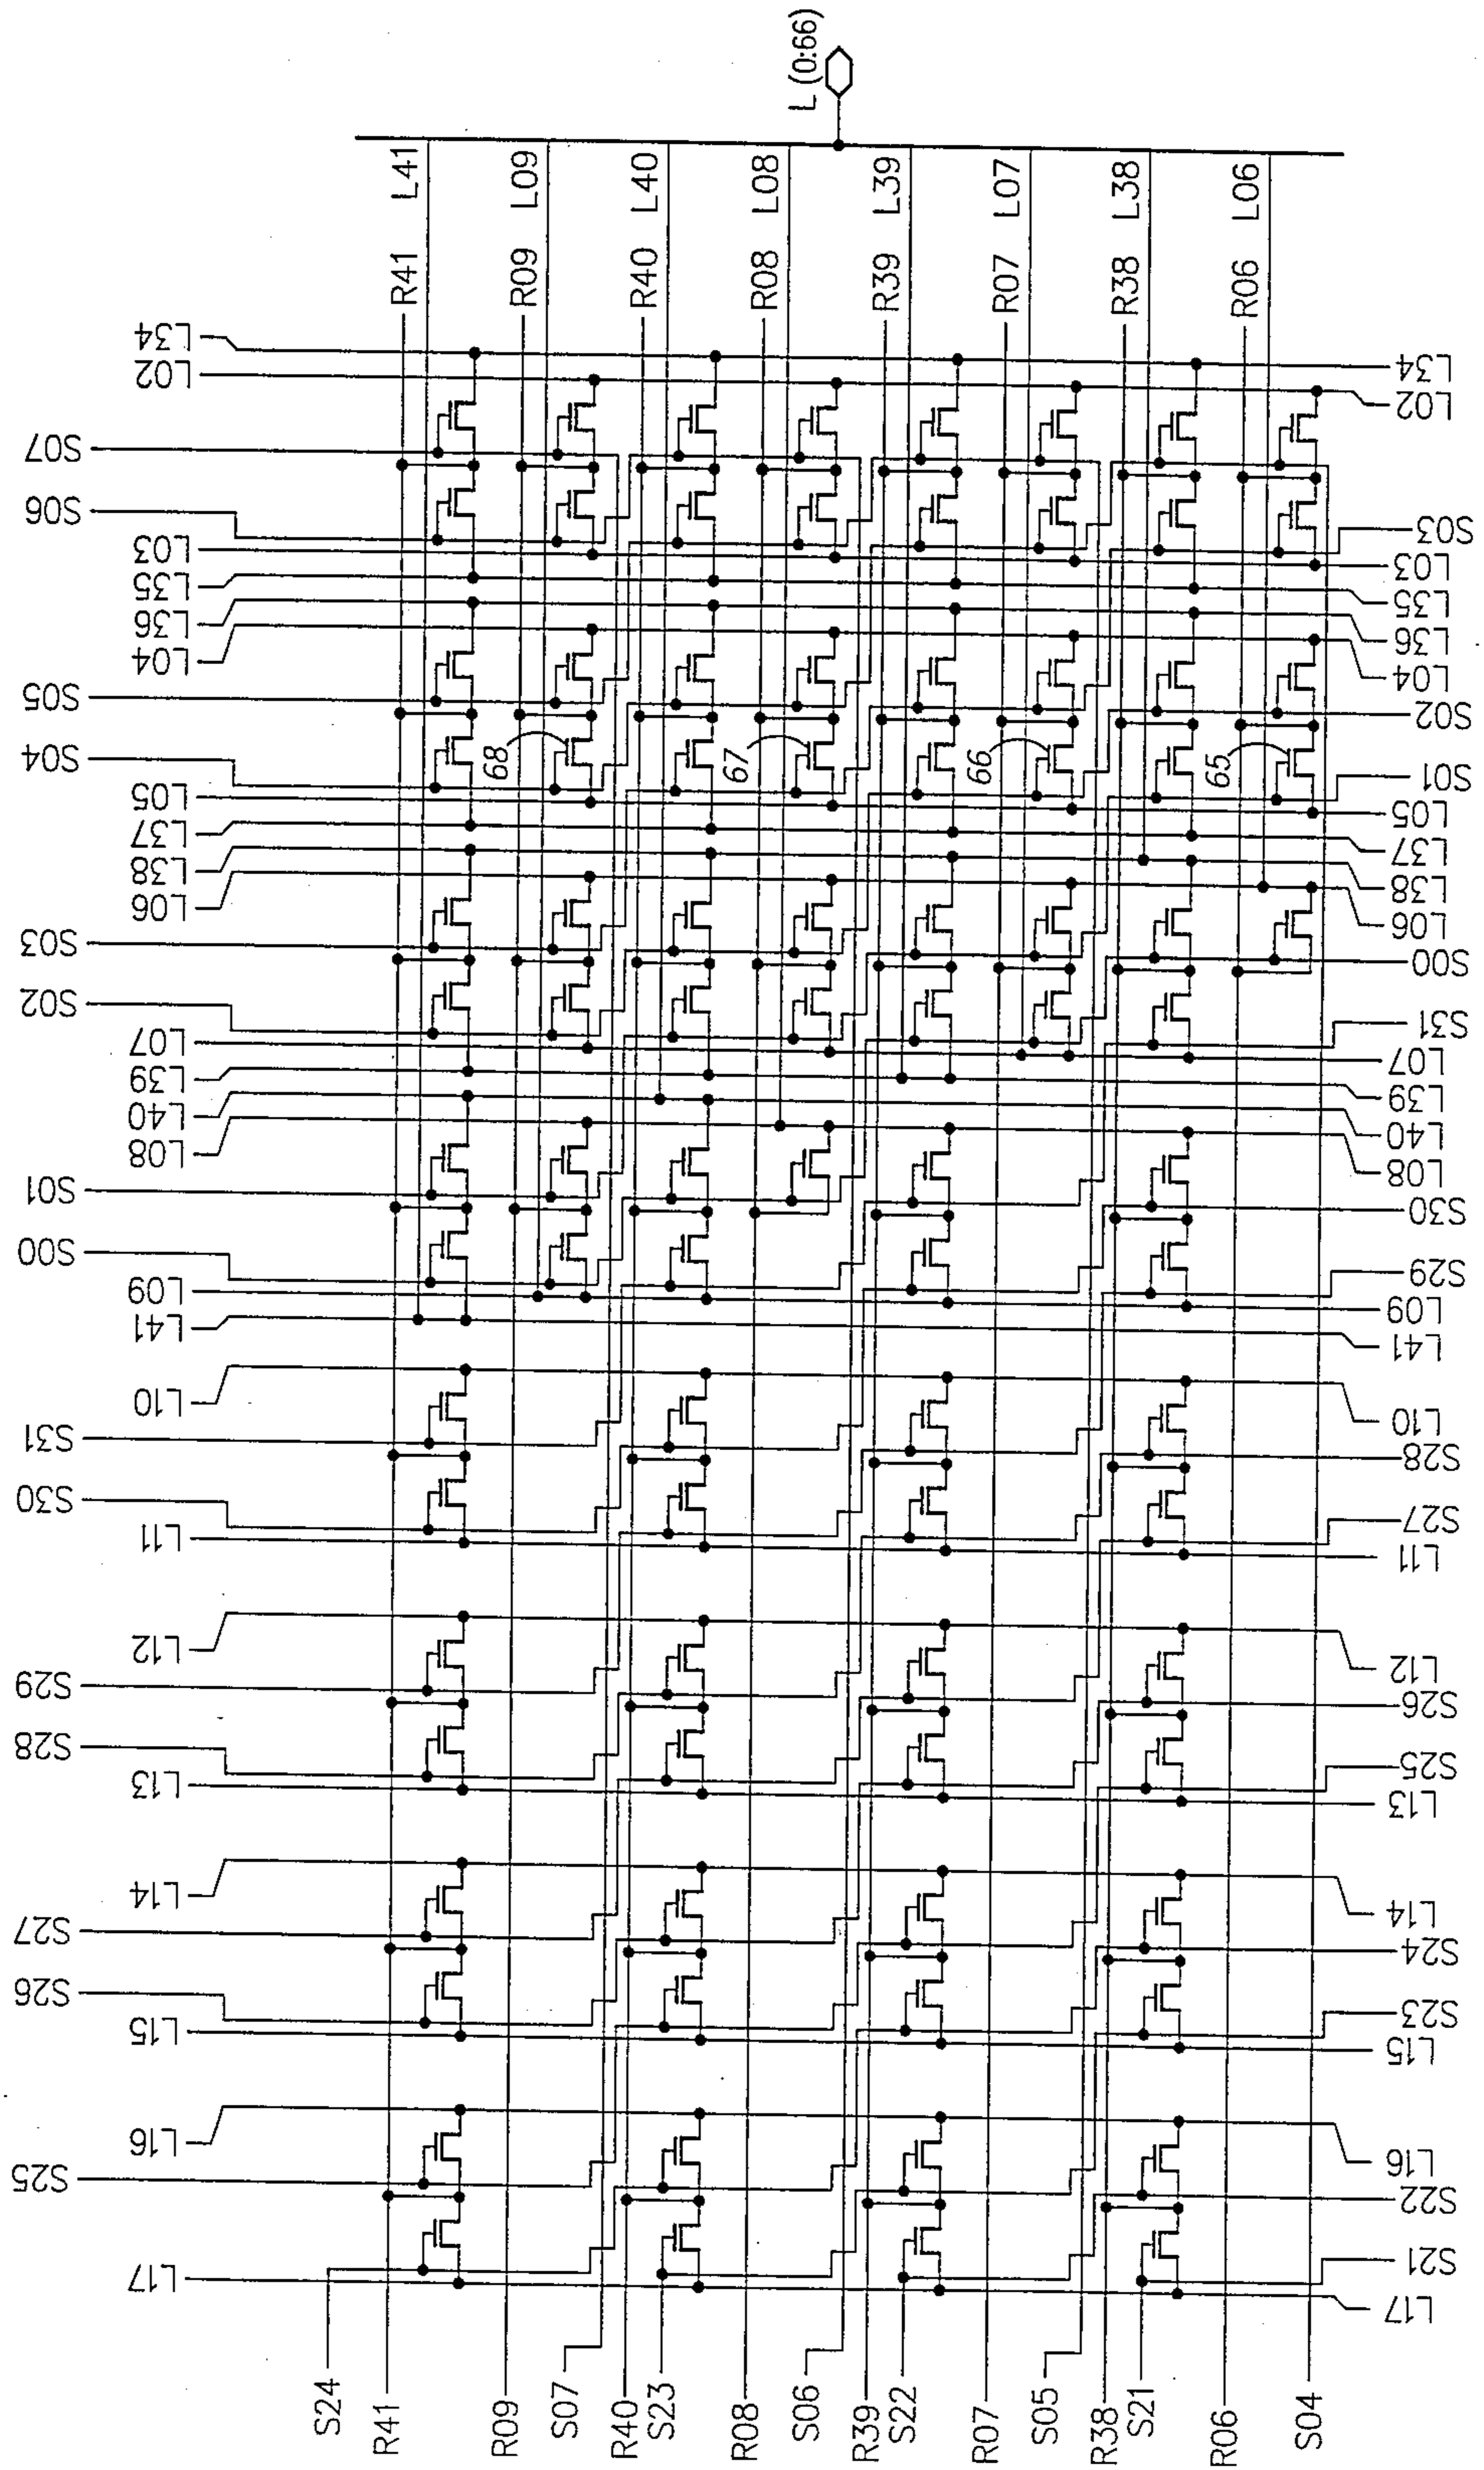 L (0:66)
L41
L09
L40
L08
L39
L07
L38
L06
R41
R09
R40
R08
R39
R07
R38
R06
L34
L02
S07
S06
L03
L35
L36
L04
S05
S04
L05
L37
L38
L06
S03
S02
L07
L39
L40
L08
S01
S00
L09
L41
L10
S31
S30
L11
L12
S29
S28
L13
L14
S27
S26
L15
L16
S25
L17
68
67
66
65
L34
L02
S03
L03
L35
L36
L04
S02
S01
L05
L37
L38
L06
S00
S31
L07
L39
L40
L08
S30
S29
L09
L41
L10
S28
S27
L11
L12
S26
S25
L13
L14
S24
S23
L15
L16
S22
S21
L17
S24
R41
R09
S07
R40
S23
R08
S06
R39
S22
R07
S05
R38
S21
R06
S04